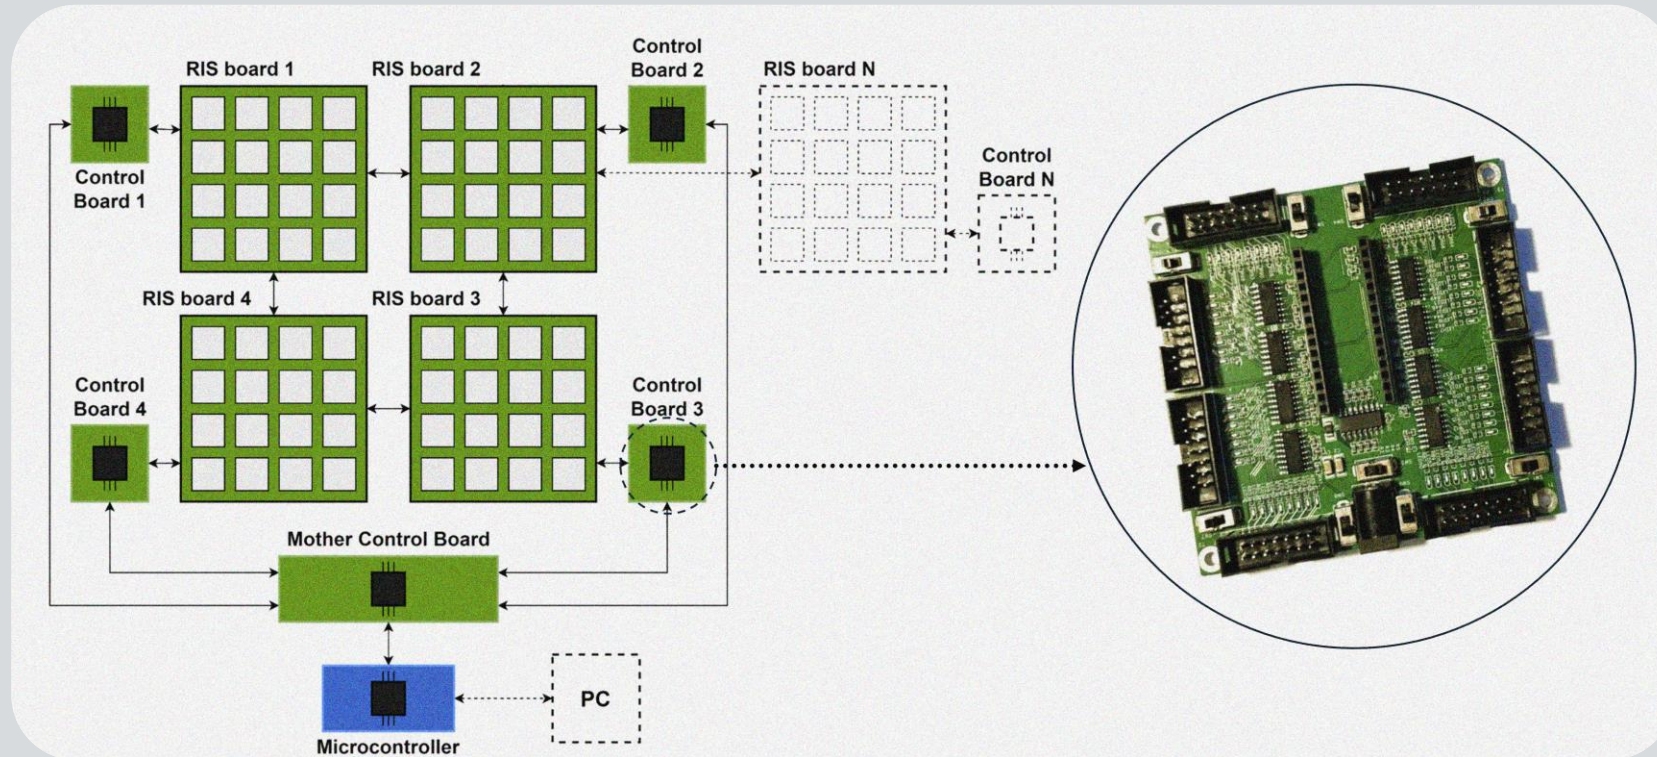 RIS board 1
RIS board 2
Control
Board 2
RIS board N
Control
Board 1
Control
Board N
RIS board 4
RIS board 3
Control
Board 4
Control
Board 3
Mother Control Board
Microcontroller
PC